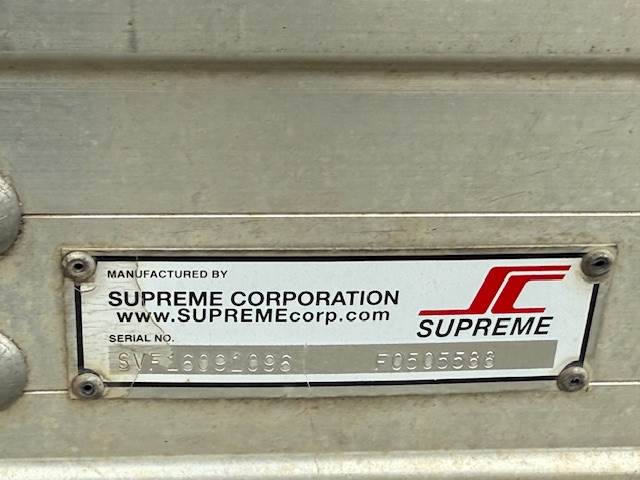 MANUFACTURED BY
SUPREME CORPORATION
www.SUPREMEcorp.com
SC
SUPREME
SERIAL NO.
SVF16091096 F0505588